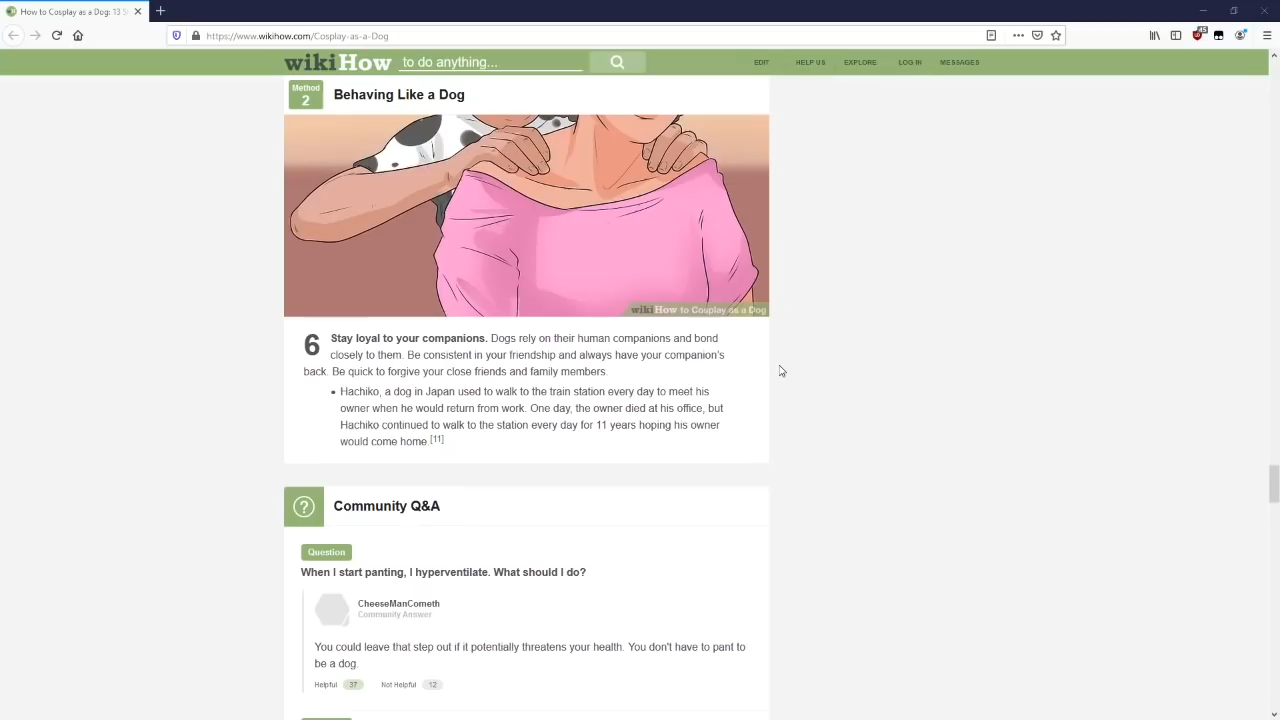 How to Cosplay as a Dog: 13 S
https://www.wikihow.com/Cosplay-as-a-Dog
wikiHow to do anything... EDIT HELP US EXPLORE LOG IN MESSAGES
Method
2
Behaving Like a Dog
wikiHow to Cosplay as a Dog
6 Stay loyal to your companions. Dogs rely on their human companions and bond
closely to them. Be consistent in your friendship and always have your companion's
back. Be quick to forgive your close friends and family members.
• Hachiko, a dog in Japan used to walk to the train station every day to meet his
owner when he would return from work. One day, the owner died at his office, but
Hachiko continued to walk to the station every day for 11 years hoping his owner
would come home.[11]
Community Q&A
Question
When I start panting, I hyperventilate. What should I do?
CheeseManCometh
Community Answer
You could leave that step out if it potentially threatens your health. You don't have to pant to
be a dog.
Helpful 37 Not Helpful 12